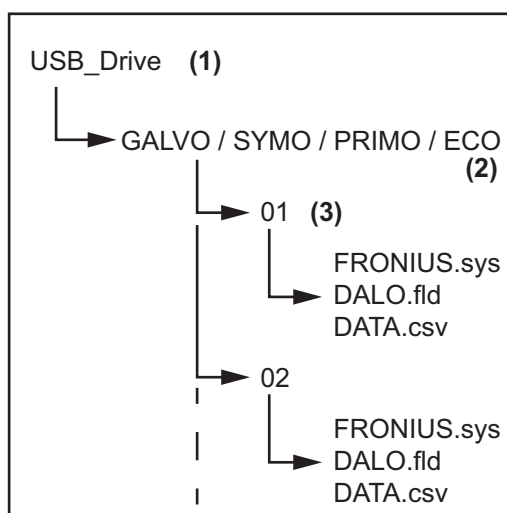 USB_Drive (1)
GALVO / SYMO / PRIMO / ECO
(2)
01 (3)
FRONIUS.sys
DALO.fld
DATA.csv
02
FRONIUS.sys
DALO.fld
DATA.csv